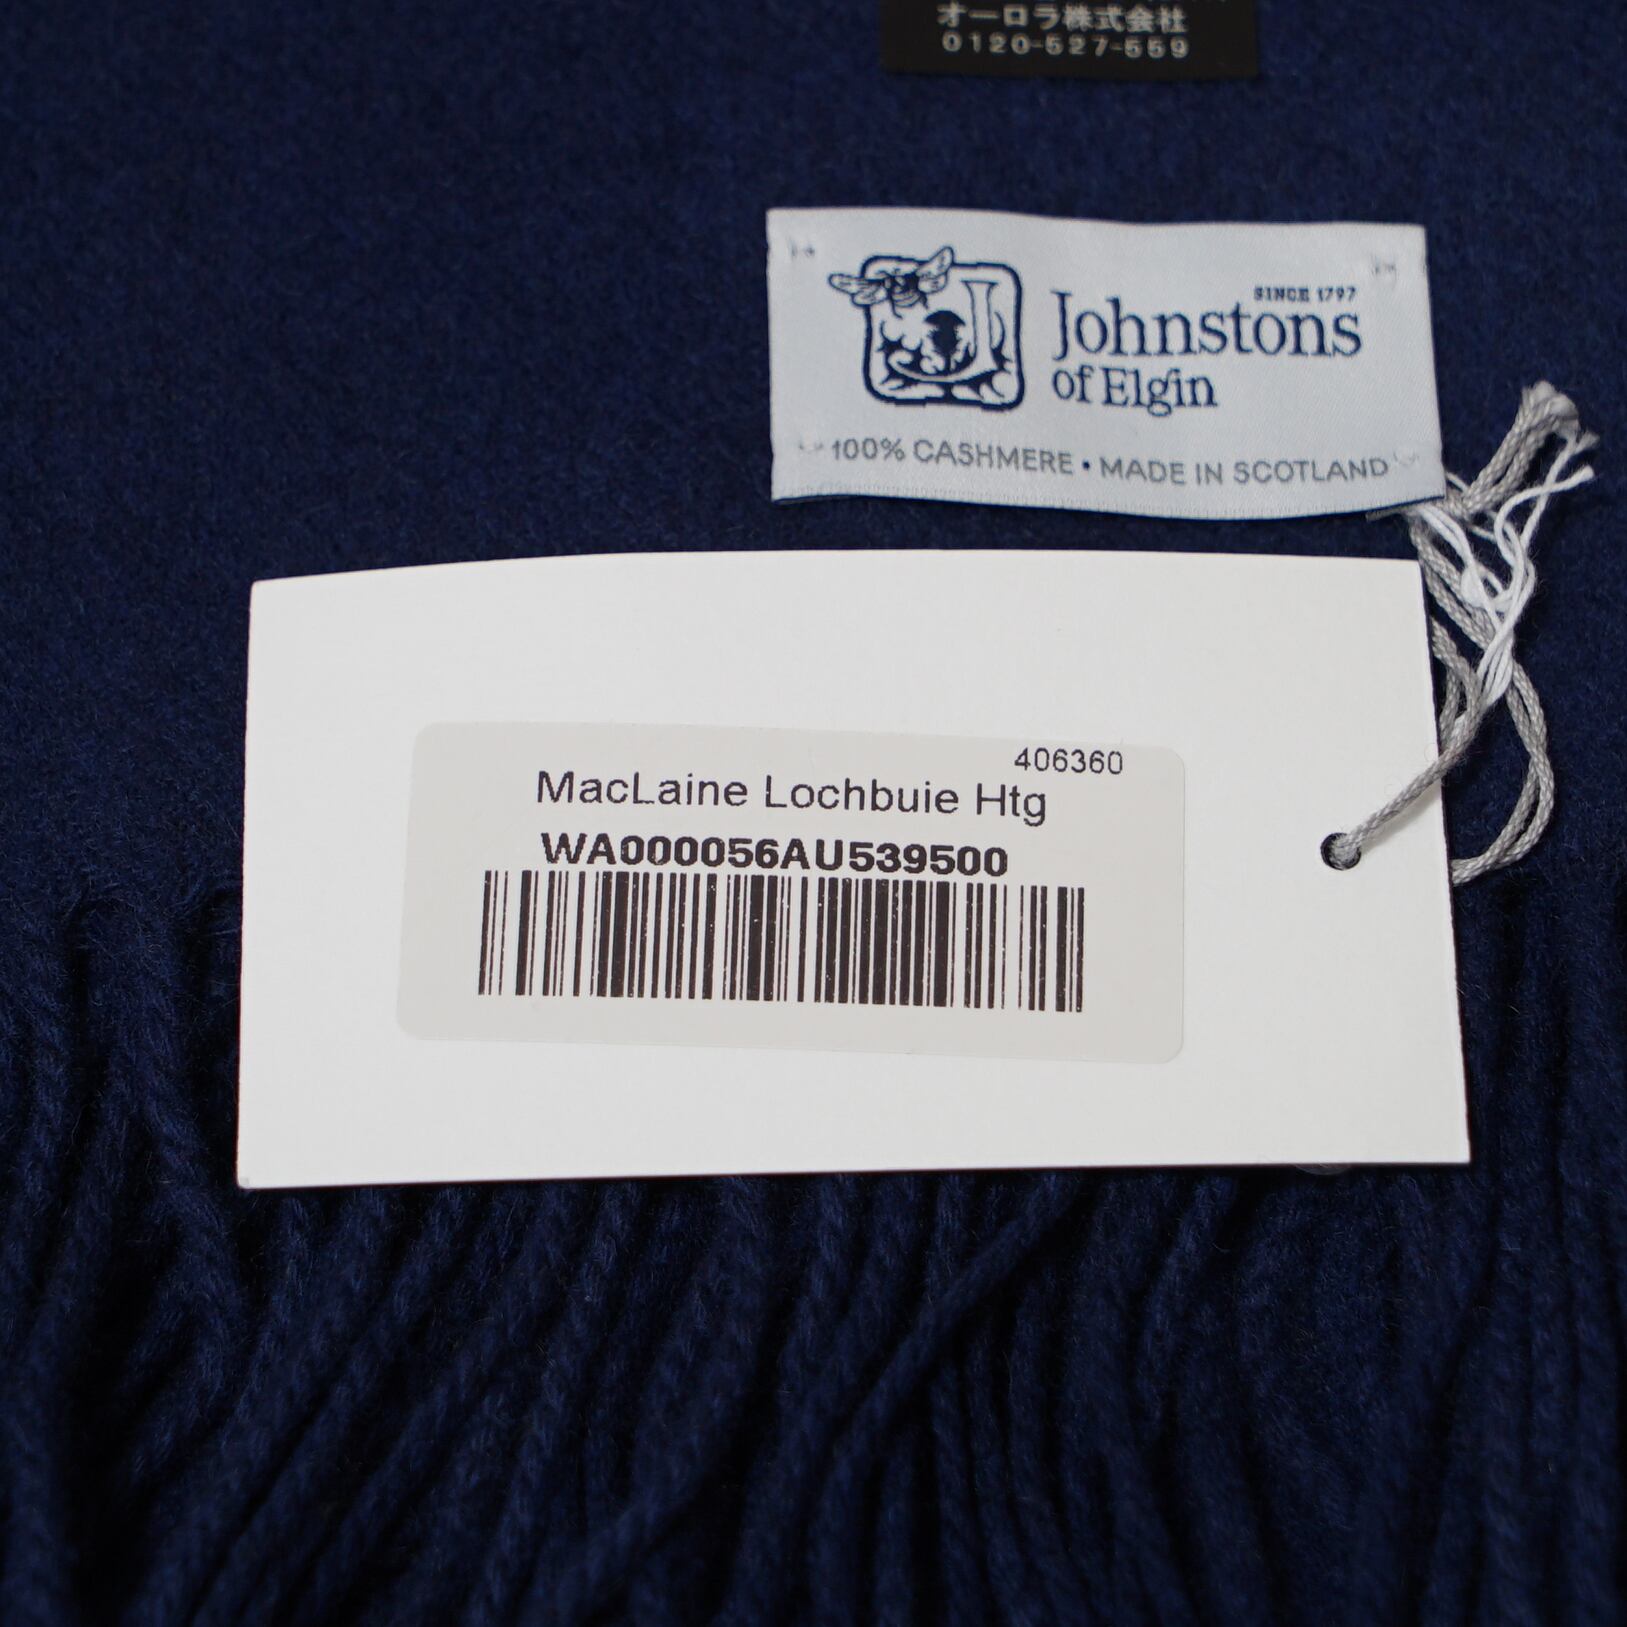 オーロラ株式会社
0120-527-559
SINCE 1797
Johnstons
of Elgin
100% CASHMERE • MADE IN SCOTLAND
406360
MacLaine Lochbuie Htg
WA000056AU539500